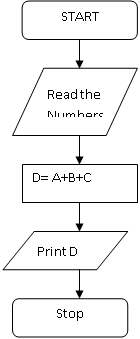 START
Read the
Numbers
D= A+B+C
Print D
Stop